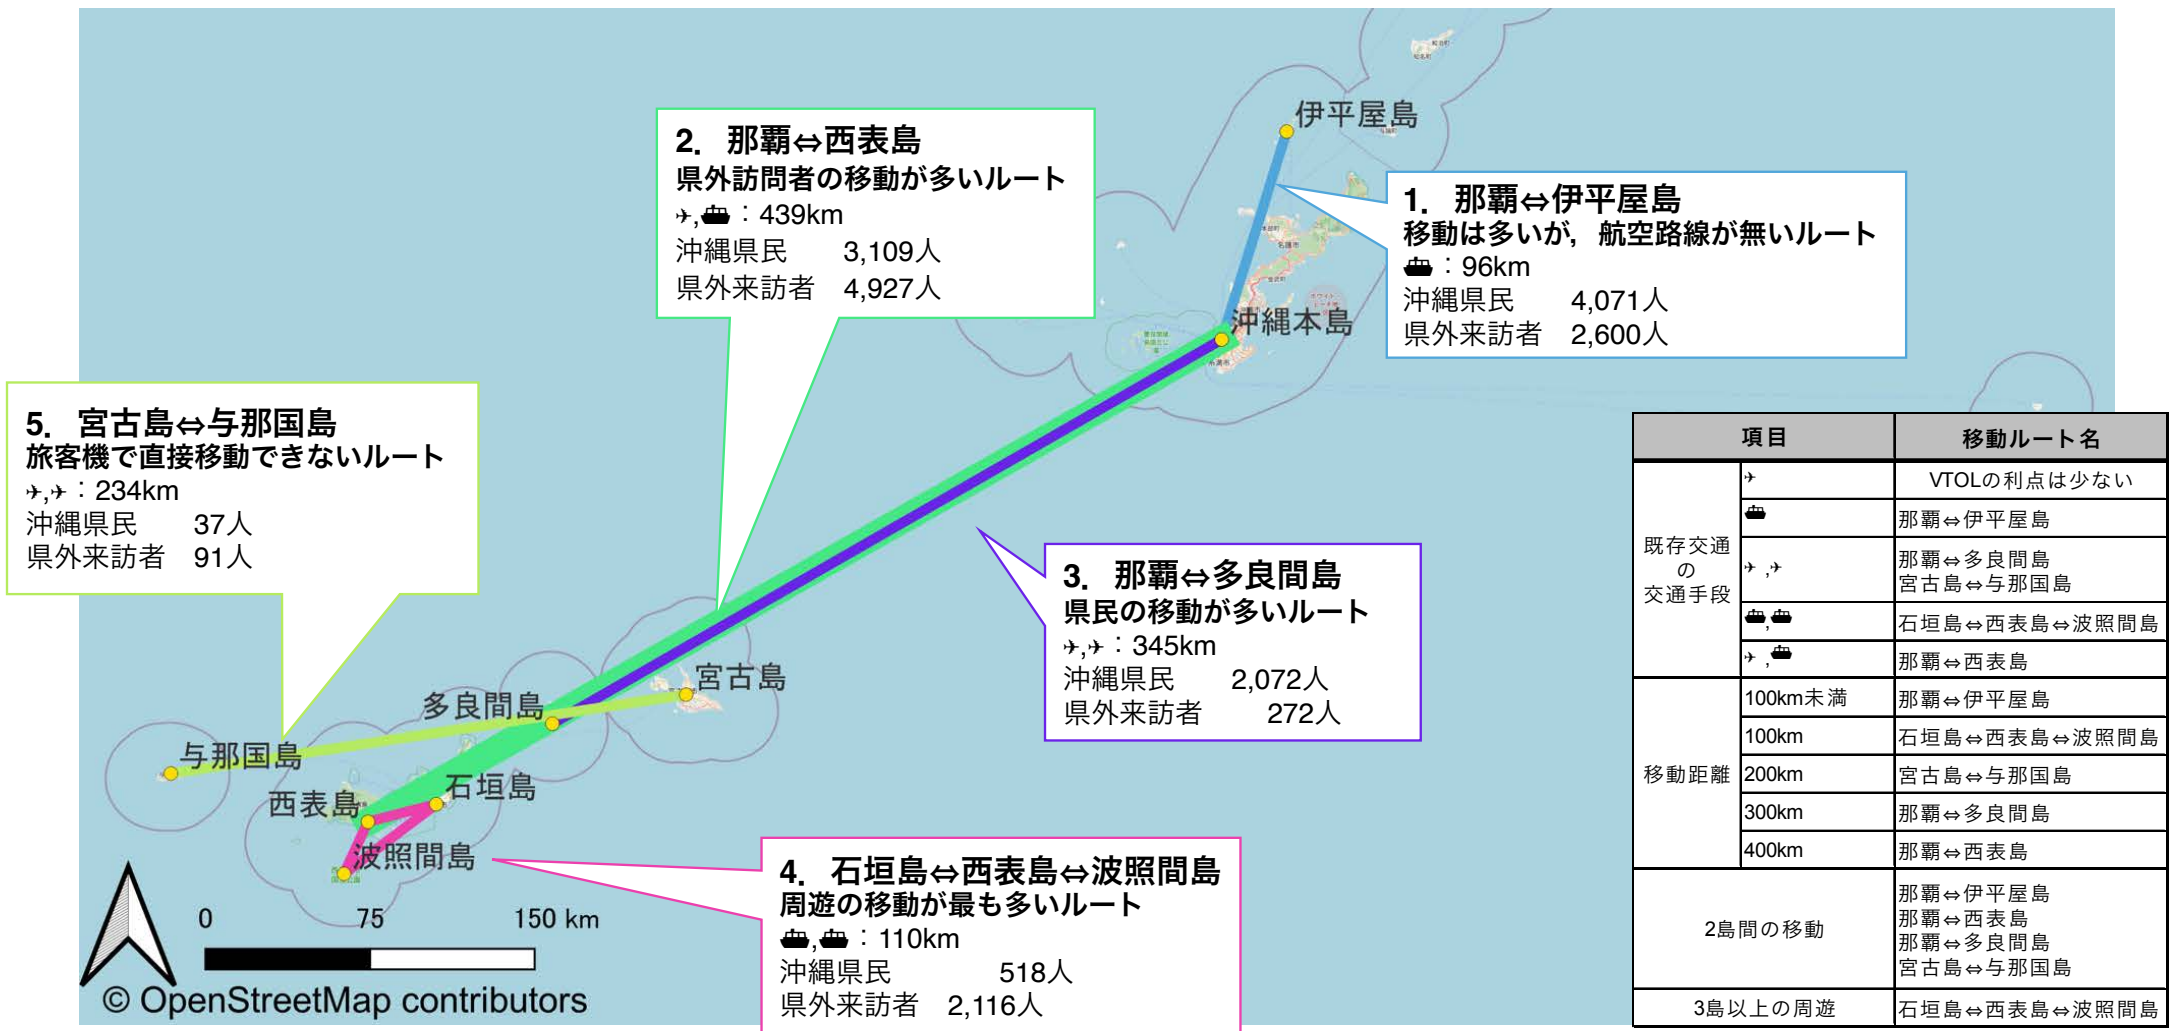 伊平屋島
2. 那覇⇔西表島
県外訪問者の移動が多いルート
✈,⛴：439km
沖縄県民 3,109人
県外来訪者 4,927人
1. 那覇⇔伊平屋島
移動は多いが，航空路線が無いルート
⛴：96km
沖縄県民 4,071人
県外来訪者 2,600人
名護市
沖縄本島
糸満市
5. 宮古島⇔与那国島
旅客機で直接移動できないルート
✈,✈：234km
沖縄県民 37人
県外来訪者 91人
3. 那覇⇔多良間島
県民の移動が多いルート
✈,✈：345km
沖縄県民 2,072人
県外来訪者 272人
宮古島
多良間島
与那国島
石垣島
西表島
波照間島
4. 石垣島⇔西表島⇔波照間島
周遊の移動が最も多いルート
⛴,⛴：110km
沖縄県民 518人
県外来訪者 2,116人
0 75 150 km
© OpenStreetMap contributors
項目 移動ルート名
既存交通の交通手段
✈ VTOLの利点は少ない
⛴ 那覇⇔伊平屋島
✈,✈ 那覇⇔多良間島
宮古島⇔与那国島
⛴,⛴ 石垣島⇔西表島⇔波照間島
✈,⛴ 那覇⇔西表島
移動距離
100km未満 那覇⇔伊平屋島
100km 石垣島⇔西表島⇔波照間島
200km 宮古島⇔与那国島
300km 那覇⇔多良間島
400km 那覇⇔西表島
2島間の移動
那覇⇔伊平屋島
那覇⇔西表島
那覇⇔多良間島
宮古島⇔与那国島
3島以上の周遊 石垣島⇔西表島⇔波照間島